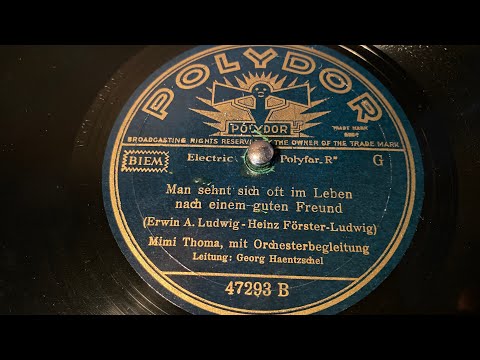 POLYDOR
POLYDOR
TRADE MARK
BROADCASTING RIGHTS RESERVED BY THE OWNER OF THE TRADE MARK
BIEM Electric Polyfar R" G
Man sehnt sich oft im Leben
nach einem guten Freund
(Erwin A. Ludwig - Heinz Förster-Ludwig)
Mimi Thoma, mit Orchesterbegleitung
Leitung: Georg Haentzschel
47293 B